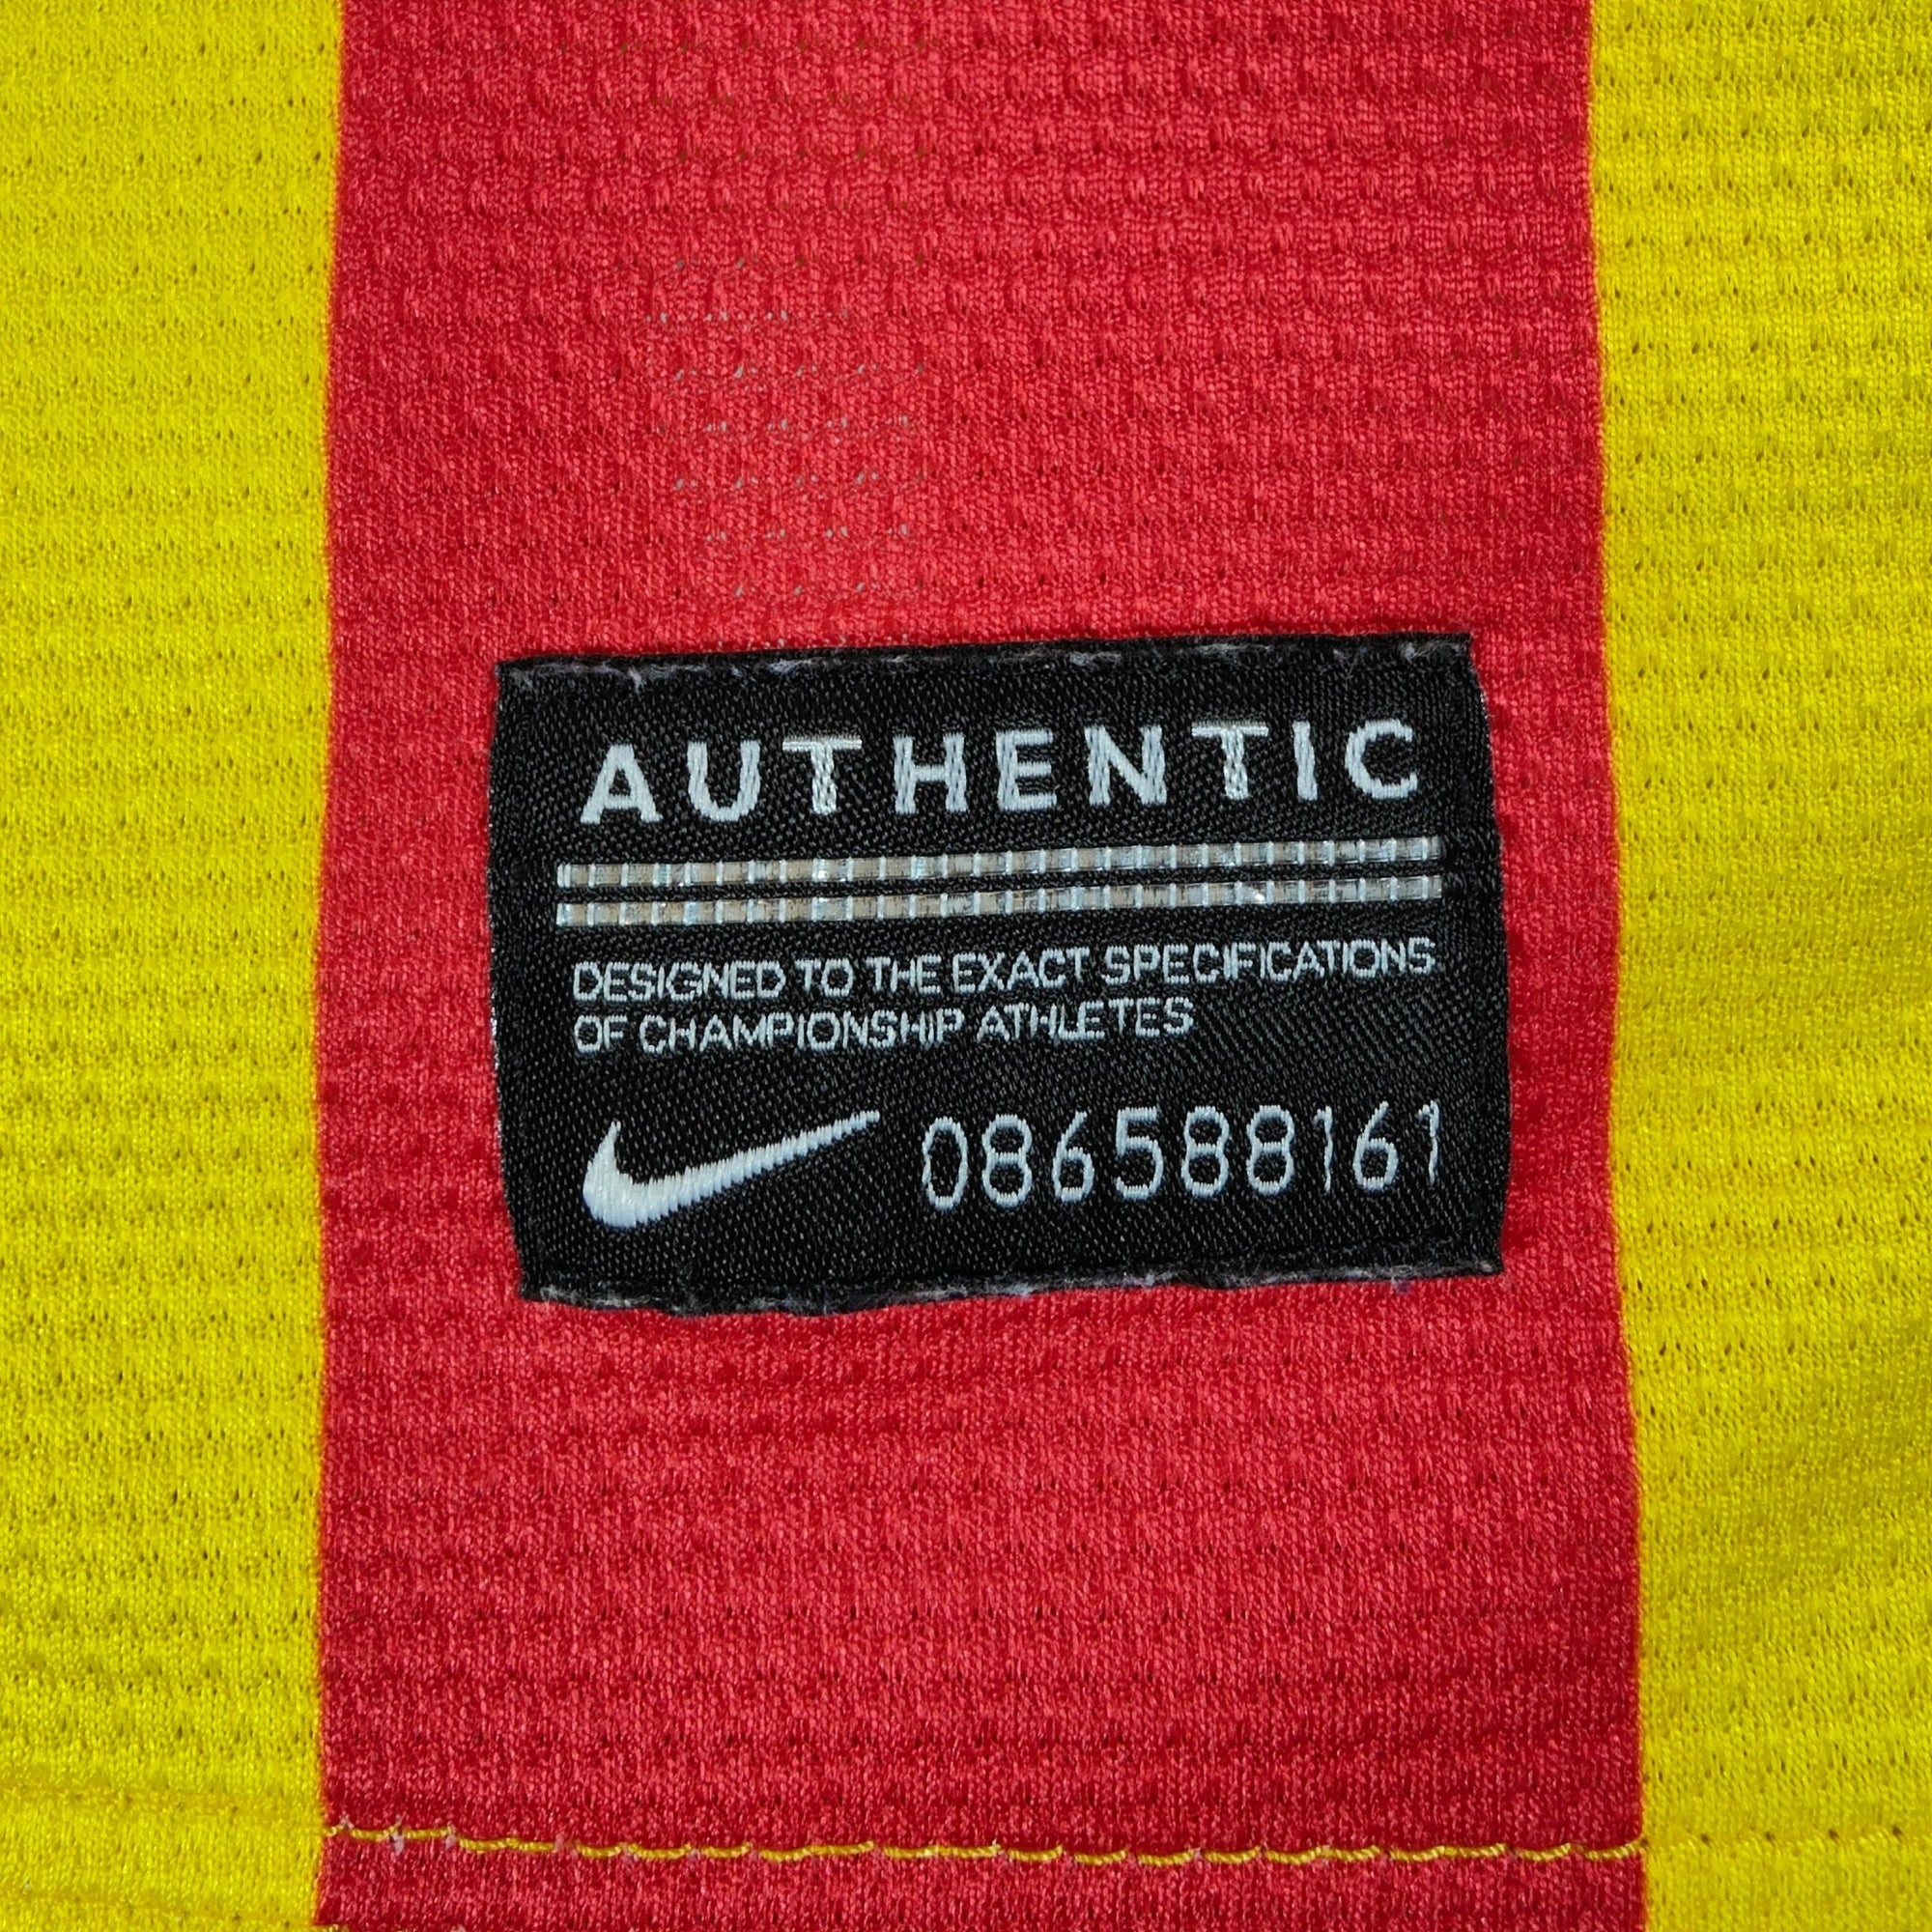 AUTHENTIC
DESIGNED TO THE EXACT SPECIFICATIONS
OF CHAMPIONSHIP ATHLETES
086588161